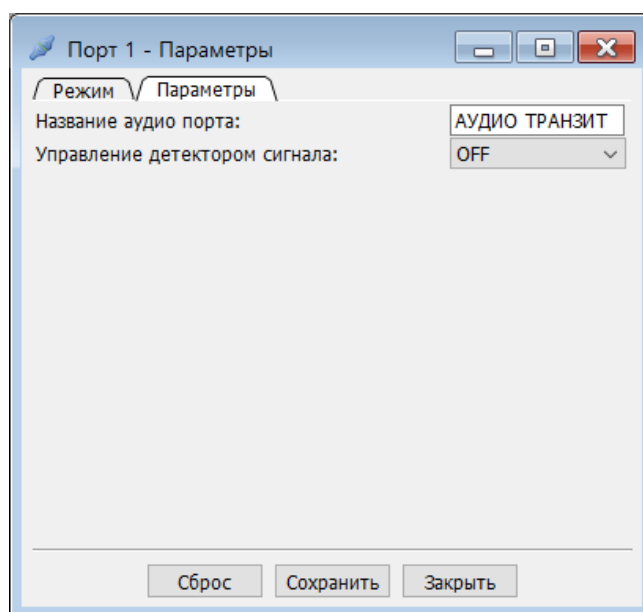 Порт 1 - Параметры
Режим Параметры
Название аудио порта: АУДИО ТРАНЗИТ
Управление детектором сигнала: OFF
Сброс Сохранить Закрыть